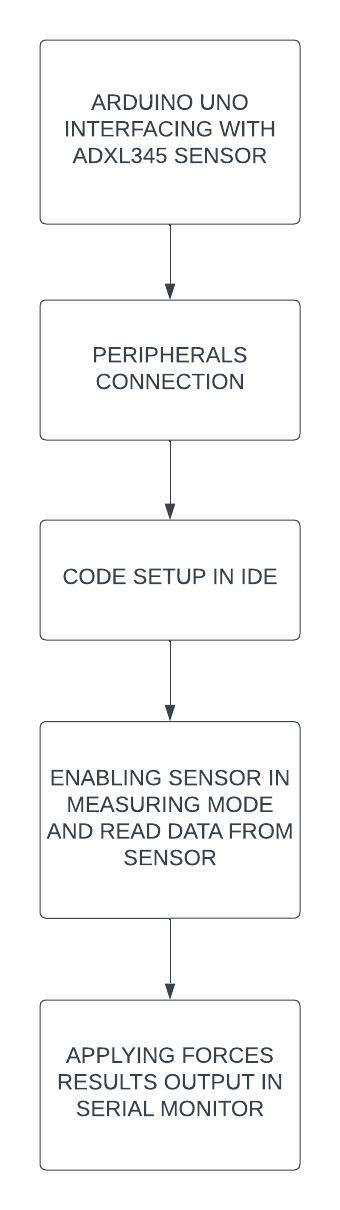 ARDUINO UNO
INTERFACING WITH
ADXL345 SENSOR
PERIPHERALS
CONNECTION
CODE SETUP IN IDE
ENABLING SENSOR IN
MEASURING MODE
AND READ DATA FROM
SENSOR
APPLYING FORCES
RESULTS OUTPUT IN
SERIAL MONITOR